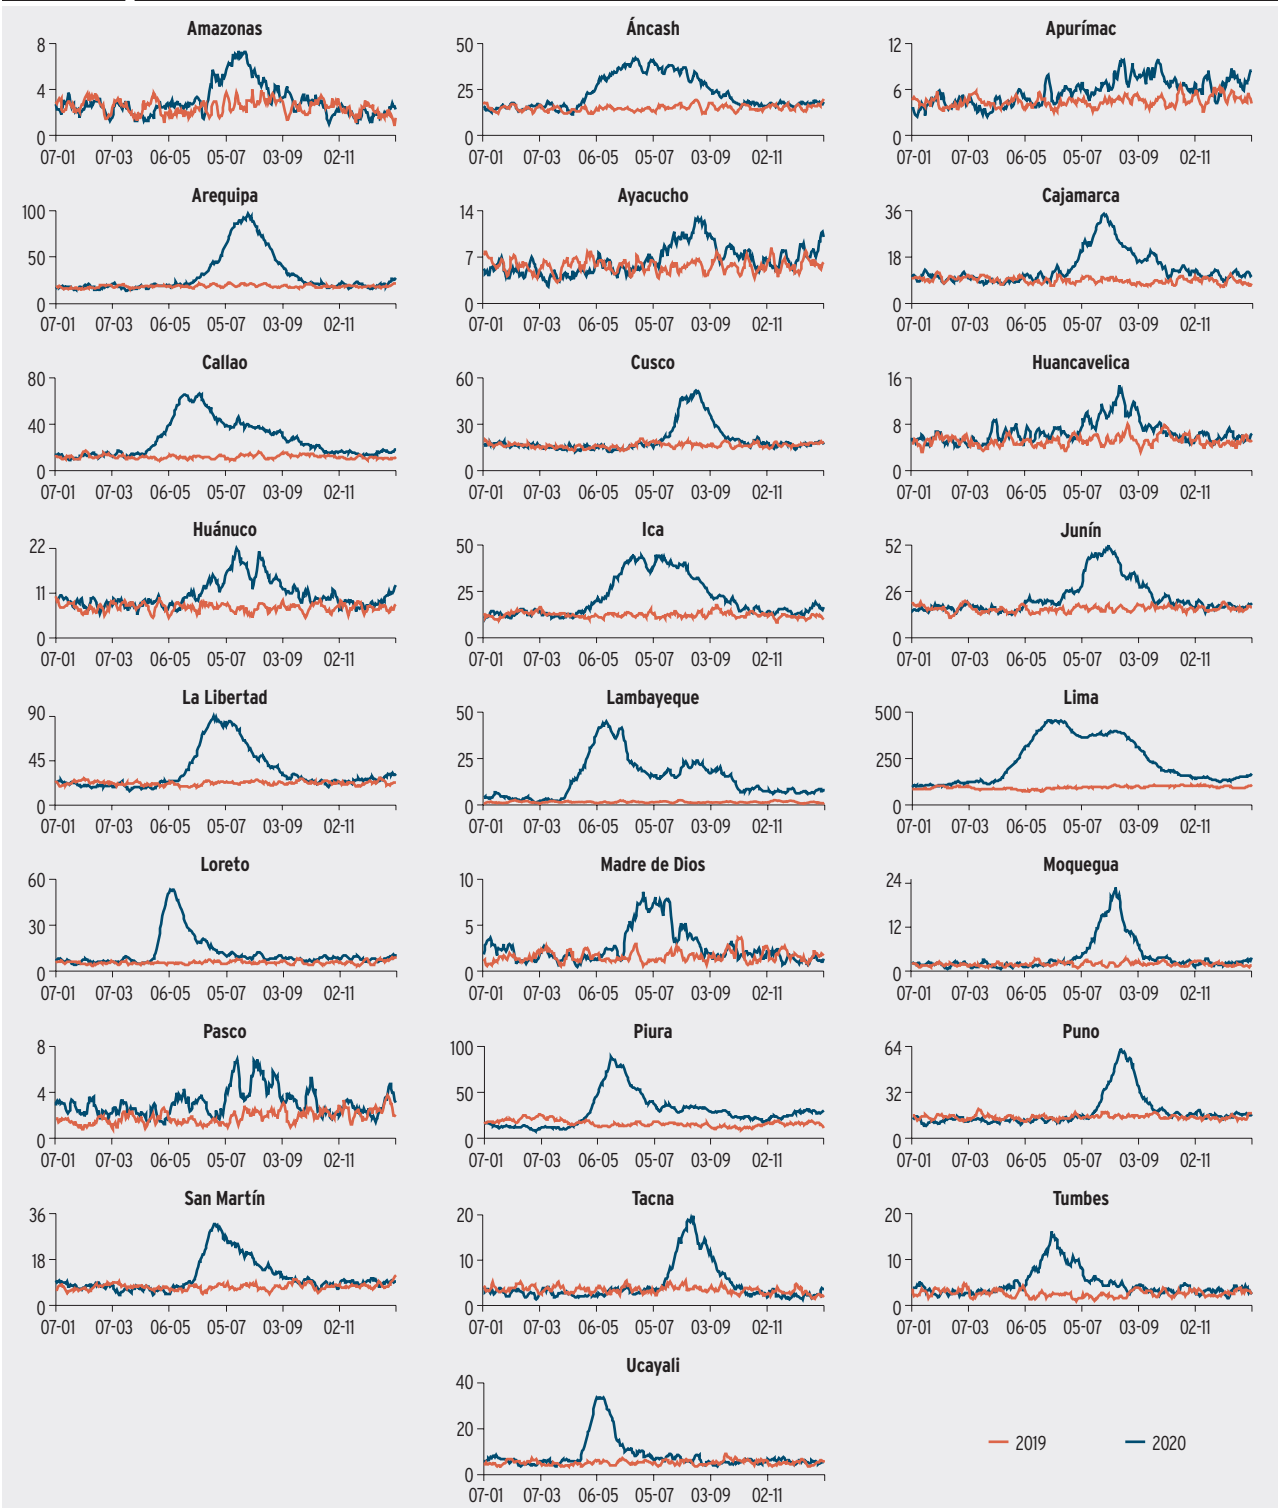 Amazonas
8
4
0
07-01 07-03 06-05 05-07 03-09 02-11
Áncash
50
25
0
07-01 07-03 06-05 05-07 03-09 02-11
Apurímac
12
6
0
07-01 07-03 06-05 05-07 03-09 02-11
Arequipa
100
50
0
07-01 07-03 06-05 05-07 03-09 02-11
Ayacucho
14
7
0
07-01 07-03 06-05 05-07 03-09 02-11
Cajamarca
36
18
0
07-01 07-03 06-05 05-07 03-09 02-11
Callao
80
40
0
07-01 07-03 06-05 05-07 03-09 02-11
Cusco
60
30
0
07-01 07-03 06-05 05-07 03-09 02-11
Huancavelica
16
8
0
07-01 07-03 06-05 05-07 03-09 02-11
Huánuco
22
11
0
07-01 07-03 06-05 05-07 03-09 02-11
Ica
50
25
0
07-01 07-03 06-05 05-07 03-09 02-11
Junín
52
26
0
07-01 07-03 06-05 05-07 03-09 02-11
La Libertad
90
45
0
07-01 07-03 06-05 05-07 03-09 02-11
Lambayeque
50
25
0
07-01 07-03 06-05 05-07 03-09 02-11
Lima
500
250
0
07-01 07-03 06-05 05-07 03-09 02-11
Loreto
60
30
0
07-01 07-03 06-05 05-07 03-09 02-11
Madre de Dios
10
5
0
07-01 07-03 06-05 05-07 03-09 02-11
Moquegua
24
12
0
07-01 07-03 06-05 05-07 03-09 02-11
Pasco
8
4
0
07-01 07-03 06-05 05-07 03-09 02-11
Piura
100
50
0
07-01 07-03 06-05 05-07 03-09 02-11
Puno
64
32
0
07-01 07-03 06-05 05-07 03-09 02-11
San Martín
36
18
0
07-01 07-03 06-05 05-07 03-09 02-11
Tacna
20
10
0
07-01 07-03 06-05 05-07 03-09 02-11
Tumbes
20
10
0
07-01 07-03 06-05 05-07 03-09 02-11
Ucayali
40
20
0
07-01 07-03 06-05 05-07 03-09 02-11
2019 2020